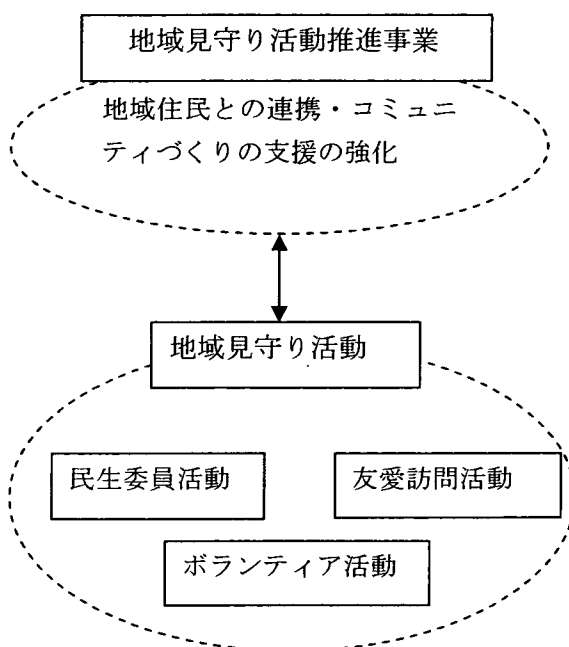 地域見守り活動推進事業
地域住民との連携・コミュニ
ティづくりの支援の強化
地域見守り活動
民生委員活動
友愛訪問活動
ボランティア活動